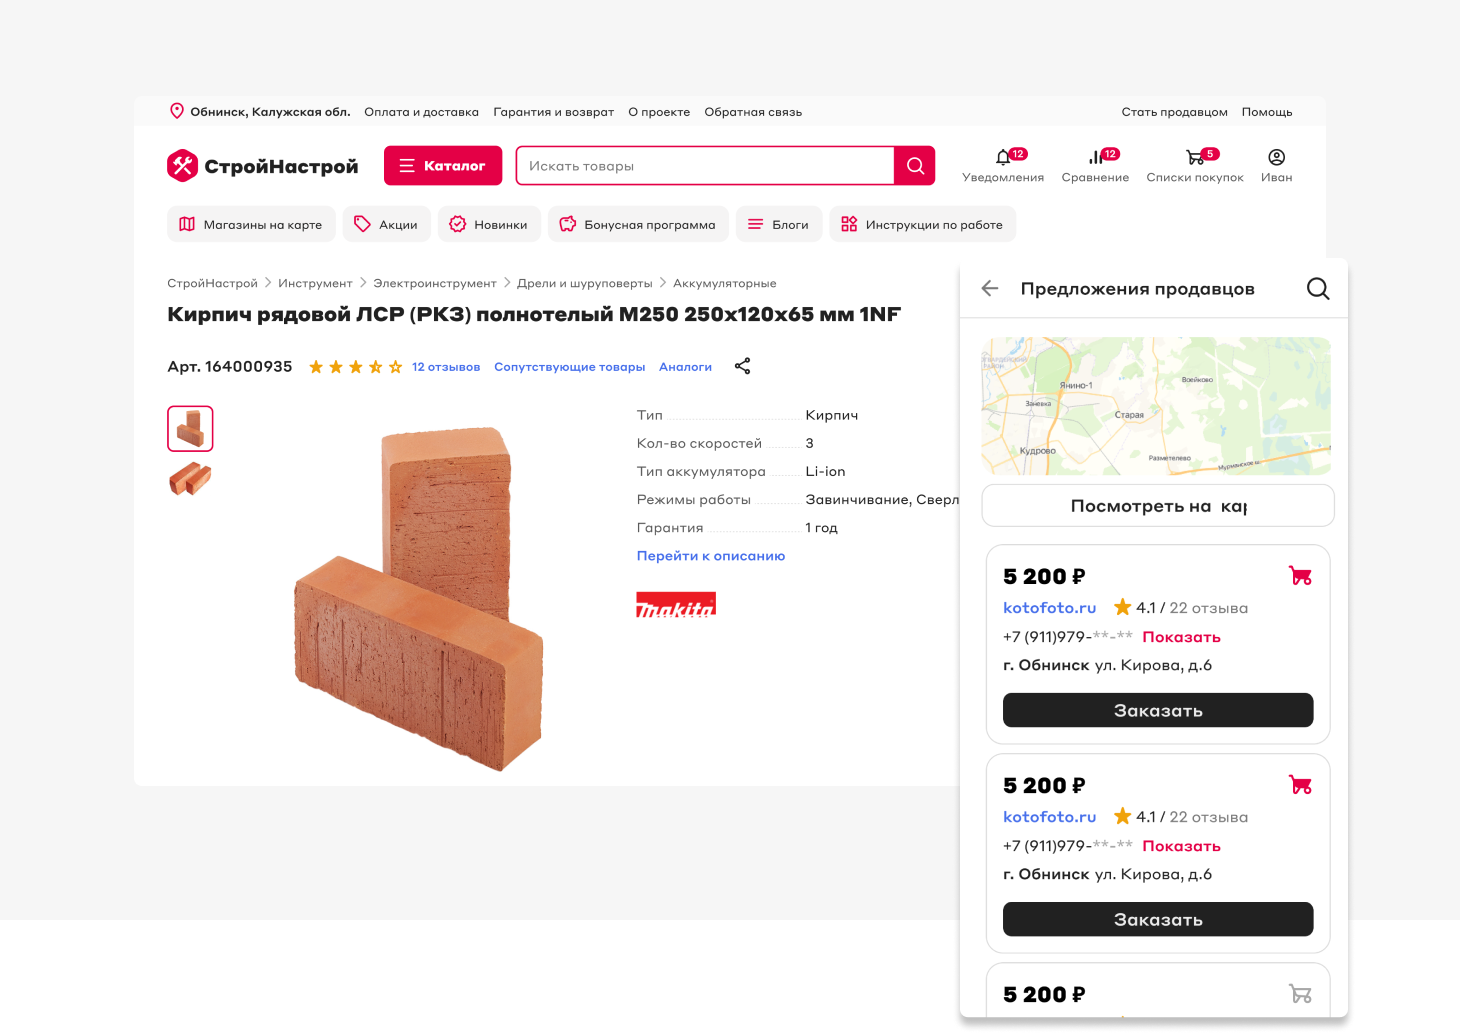 Обнинск, Калужская обл. Оплата и доставка Гарантия и возврат О проекте Обратная связь Стать продавцом Помощь
СтройНастрой Каталог Искать товары
12 12 5
Уведомления Сравнение Списки покупок Иван
Магазины на карте Акции Новинки Бонусная программа Блоги Инструкции по работе
СтройНастрой Инструмент Электроинструмент Дрели и шуруповерты Аккумуляторные
Кирпич рядовой ЛСР (РКЗ) полнотелый М250 250х120х65 мм 1NF
Арт. 164000935 12 отзывов Сопутствующие товары Аналоги
Тип Кирпич
Кол-во скоростей 3
Тип аккумулятора Li-ion
Режимы работы Завинчивание, Сверл
Гарантия 1 год
Перейти к описанию
makita
Предложения продавцов
Янино-1
Войейково
Заневка
Старая
Кудрово
Разметелево
Мурманское ш.
Посмотреть на кар
5 200 ₽
kotofoto.ru 4.1 / 22 отзыва
+7 (911)979-**-** Показать
г. Обнинск ул. Кирова, д.6
Заказать
5 200 ₽
kotofoto.ru 4.1 / 22 отзыва
+7 (911)979-**-** Показать
г. Обнинск ул. Кирова, д.6
Заказать
5 200 ₽